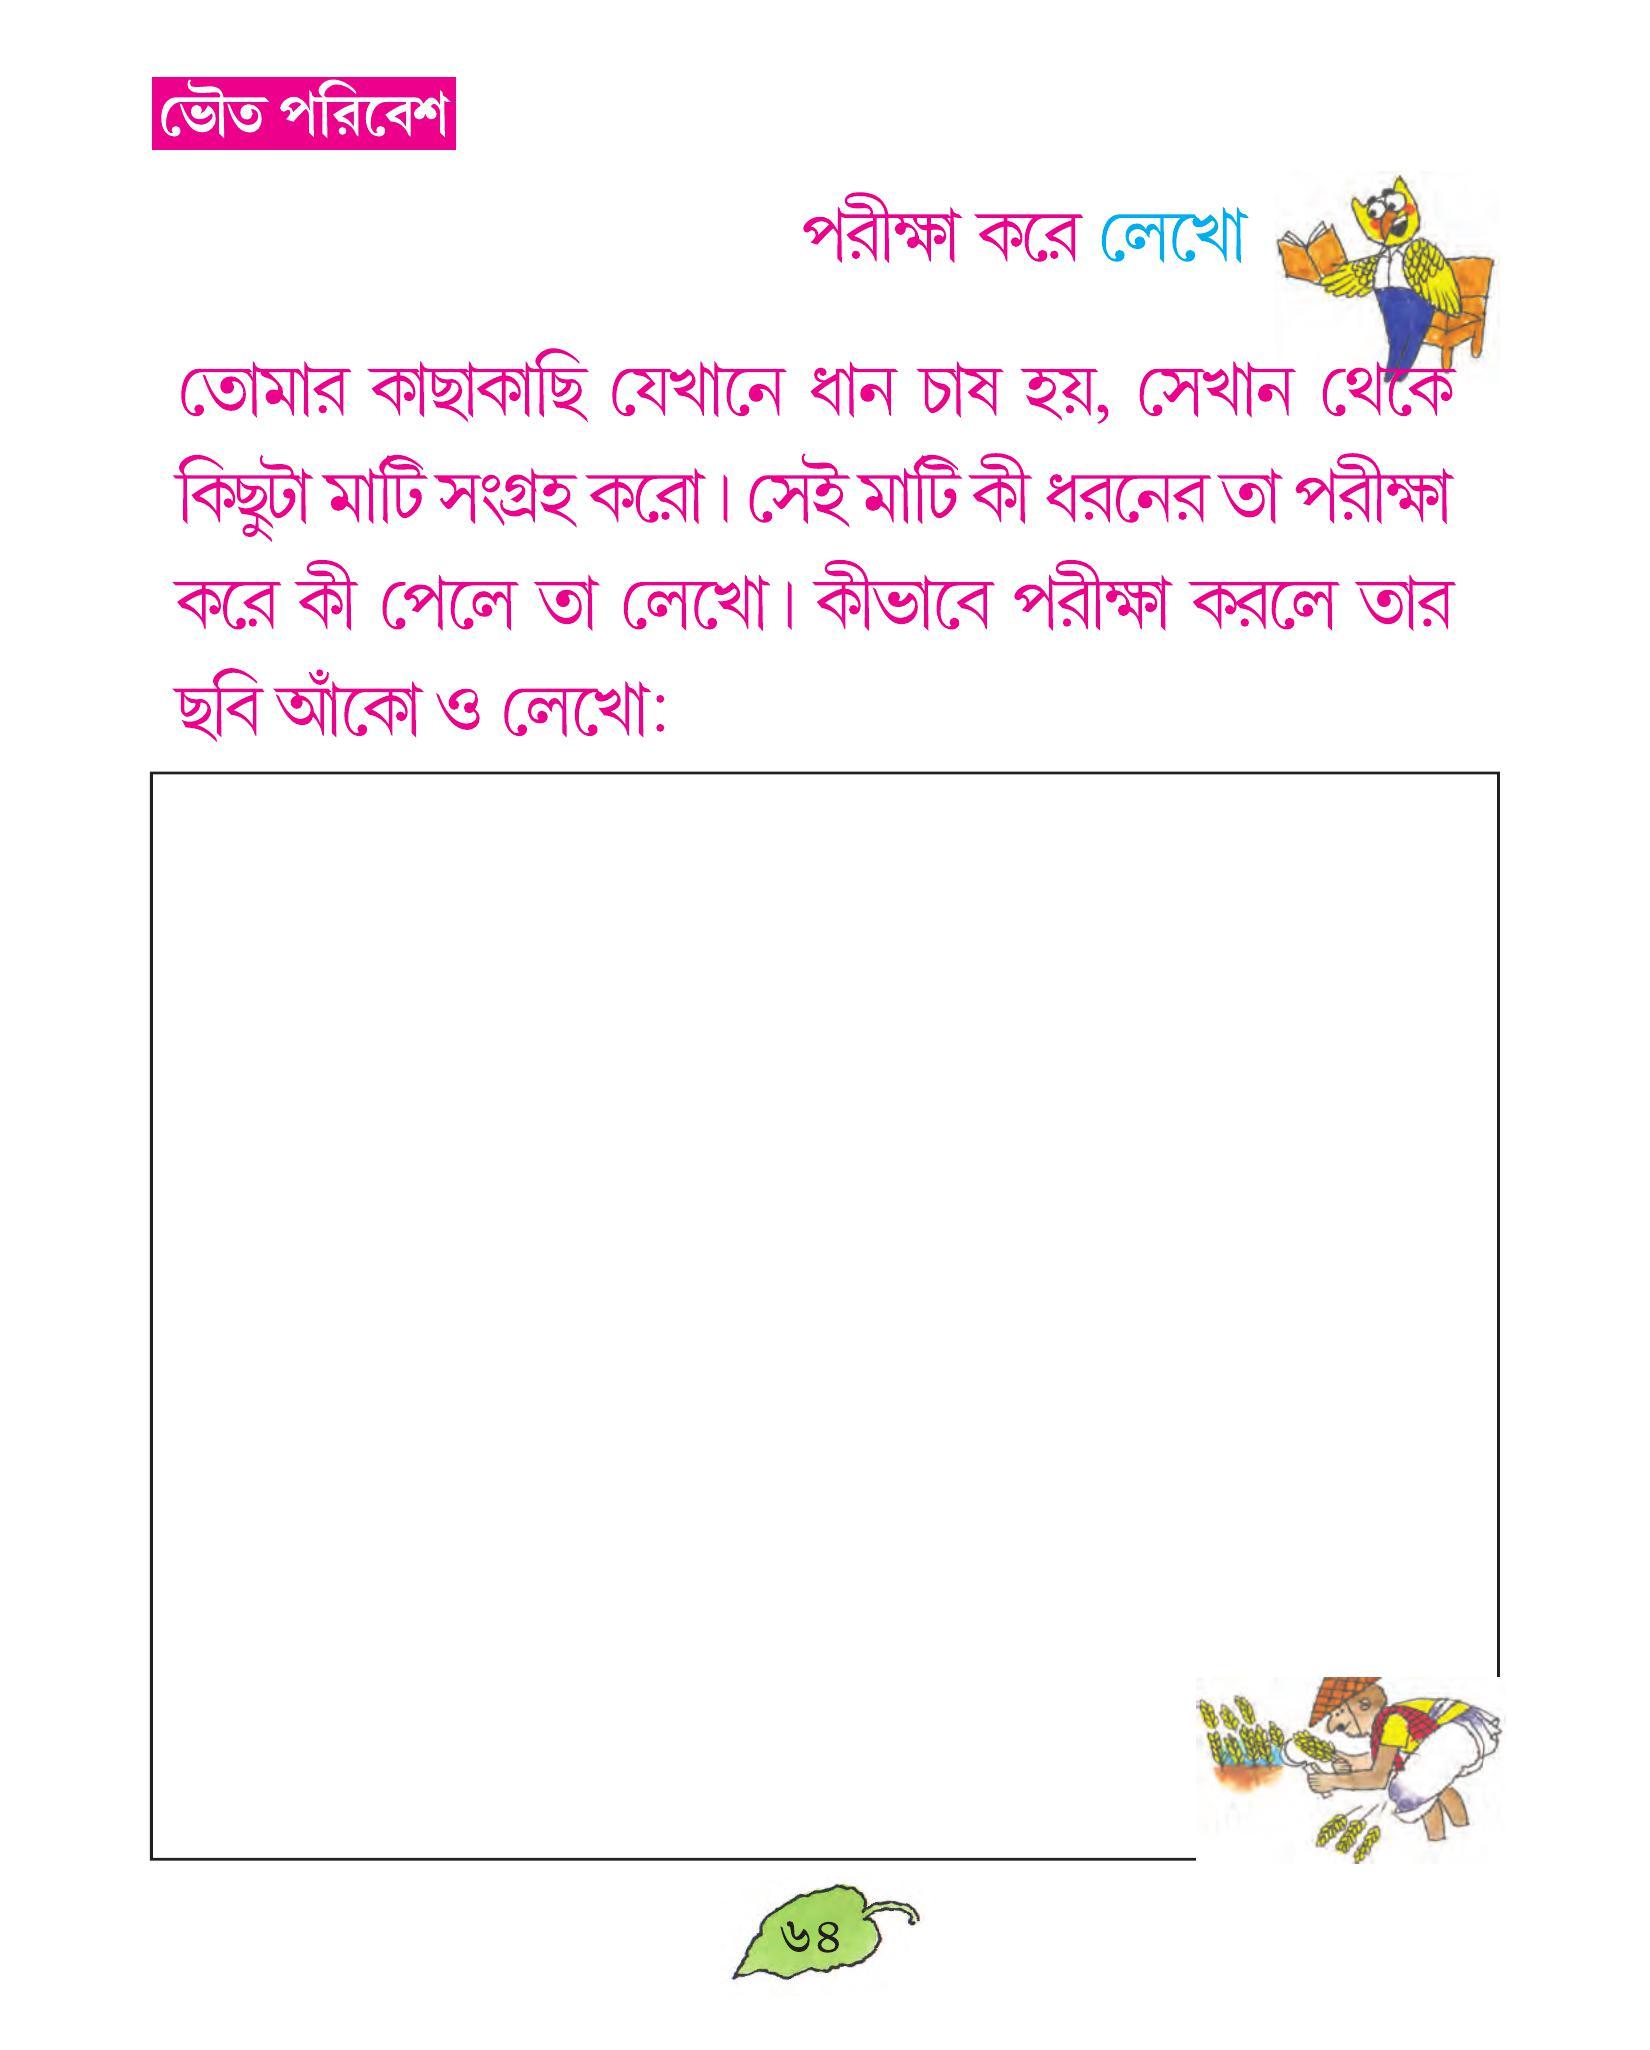 ভৌত পরিবেশ
পরীক্ষা করে লেখো
তোমার কাছাকাছি যেখানে ধান চাষ হয়, সেখান থেকে
কিছুটা মাটি সংগ্রহ করো। সেই মাটি কী ধরনের তা পরীক্ষা
করে কী পেলে তা লেখো। কীভাবে পরীক্ষা করলে তার
ছবি আঁকো ও লেখো:
৬৪